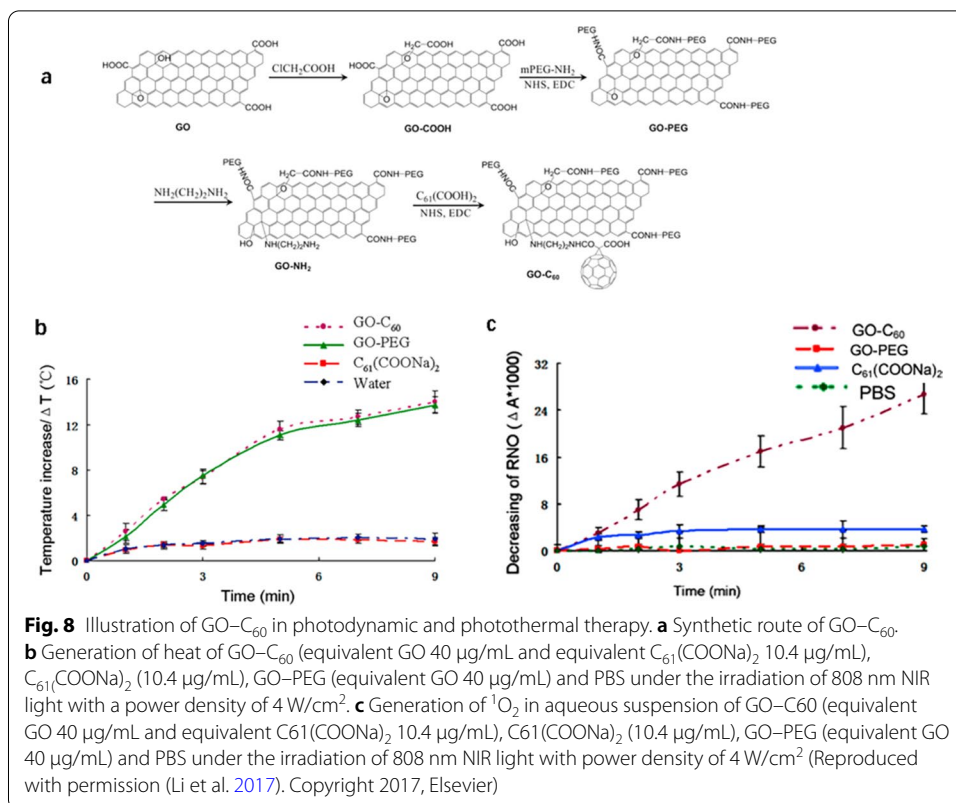 a
HOOC
OH
COOH
O
COOH
GO
ClCH₂COOH
HOOC
H₂C—COOH
O
COOH
O
COOH
GO-COOH
mPEG-NH₂
NHS, EDC
PEG
HNOC
H₂C—CONH-PEG
O
CONH-PEG
O
CONH-PEG
GO-PEG
NH₂(CH₂)₂NH₂
PEG
HNOC
H₂C—CONH-PEG
O
CONH-PEG
HO
NH(CH₂)₂NH₂
CONH-PEG
GO-NH₂
C₆₁(COOH)₂
NHS, EDC
PEG
HNOC
H₂C—CONH-PEG
O
CONH-PEG
HO
NH(CH₂)₂NHCO
COOH
CONH-PEG
GO-C₆₀
b
GO-C₆₀
GO-PEG
C₆₁(COONa)₂
Water
Temperature increase/ Δ T (℃)
16
12
8
4
0
0 3 6 9
Time (min)
c
GO-C₆₀
GO-PEG
C₆₁(COONa)₂
PBS
Decreasing of RNO (Δ A*1000)
32
24
16
8
0
0 3 6 9
Time (min)
Fig. 8 Illustration of GO–C₆₀ in photodynamic and photothermal therapy. a Synthetic route of GO–C₆₀.
b Generation of heat of GO–C₆₀ (equivalent GO 40 μg/mL and equivalent C₆₁(COONa)₂ 10.4 μg/mL),
C₆₁(COONa)₂ (10.4 μg/mL), GO–PEG (equivalent GO 40 μg/mL) and PBS under the irradiation of 808 nm NIR
light with a power density of 4 W/cm². c Generation of ¹O₂ in aqueous suspension of GO–C60 (equivalent
GO 40 μg/mL and equivalent C61(COONa)₂ 10.4 μg/mL), C61(COONa)₂ (10.4 μg/mL), GO–PEG (equivalent GO
40 μg/mL) and PBS under the irradiation of 808 nm NIR light with power density of 4 W/cm² (Reproduced
with permission (Li et al. 2017). Copyright 2017, Elsevier)